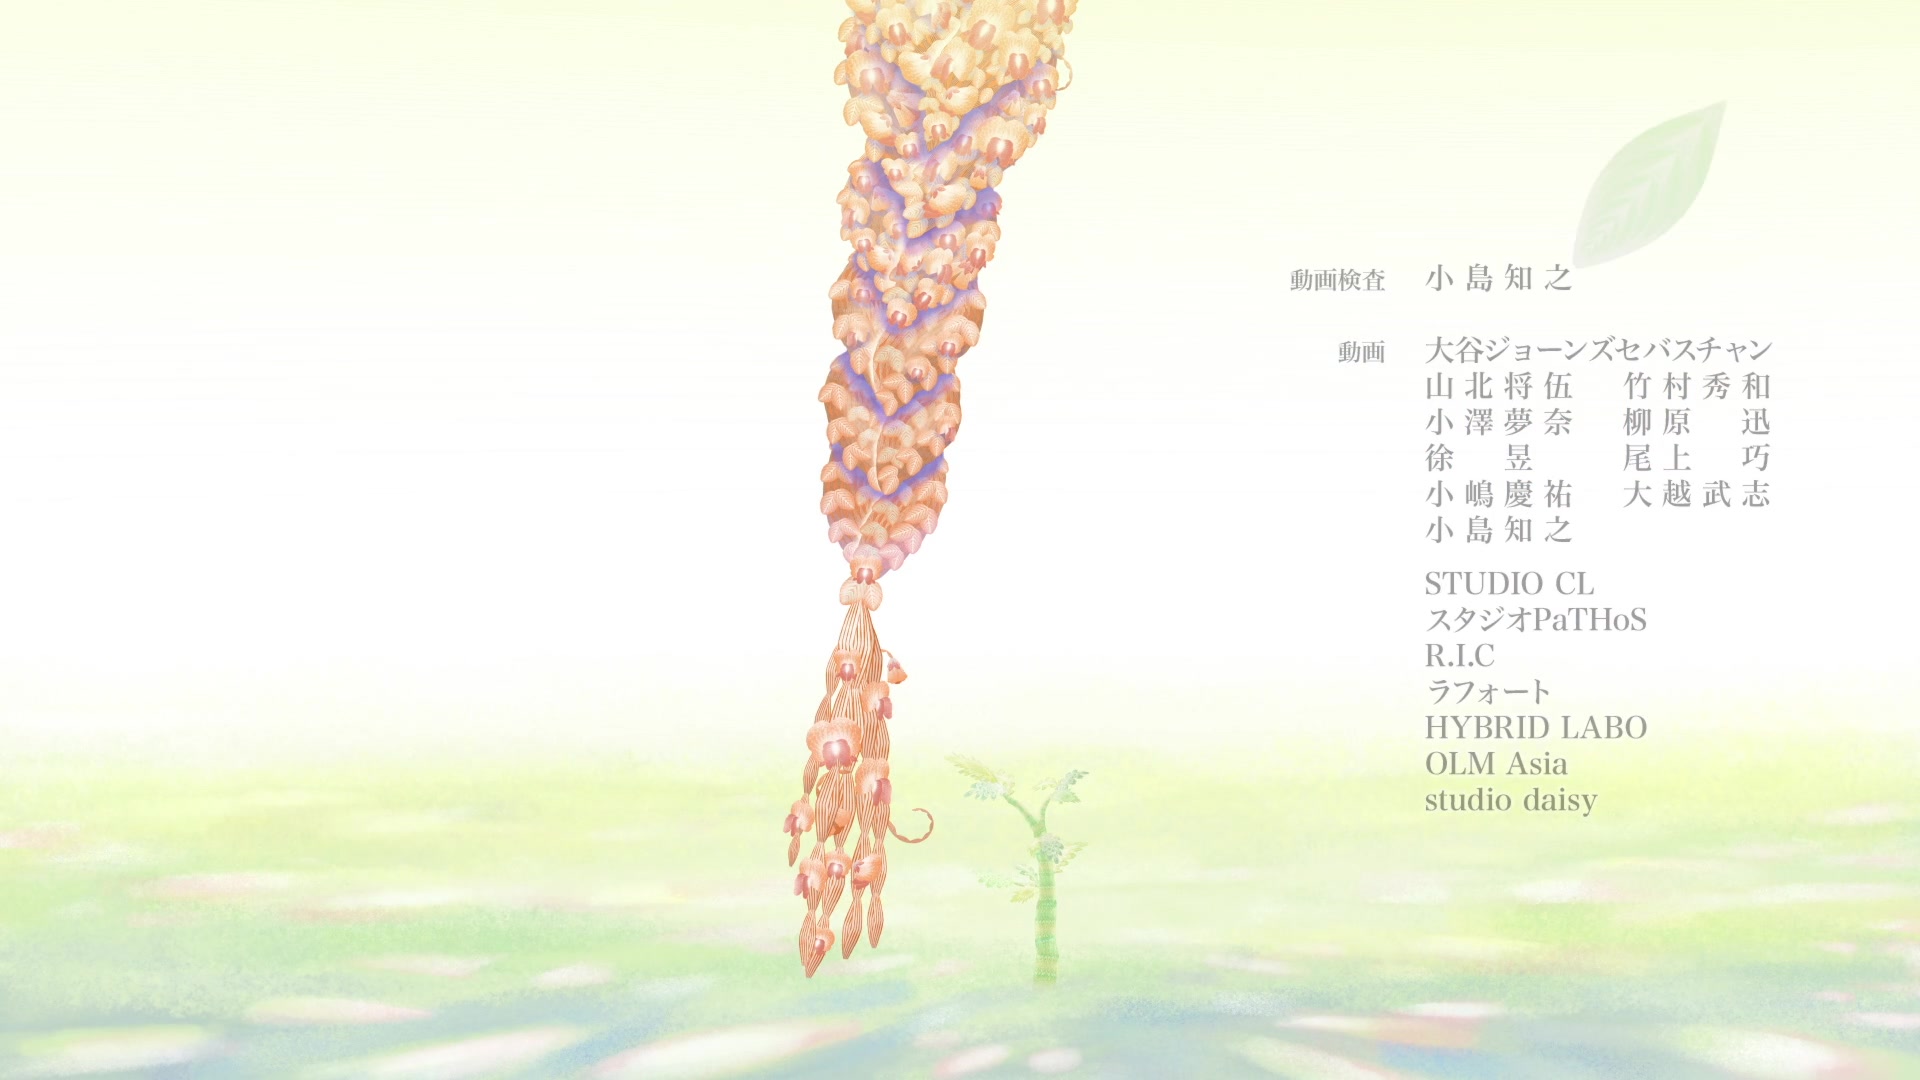 動画検査 小島知之
動画 大谷ジョーンズセバスチャン
山北将伍 竹村秀和
小澤夢奈 柳原 迅
徐 昱 尾上 巧
小嶋慶祐 大越武志
小島知之
STUDIO CL
スタジオPaTHoS
R.I.C
ラフォート
HYBRID LABO
OLM Asia
studio daisy